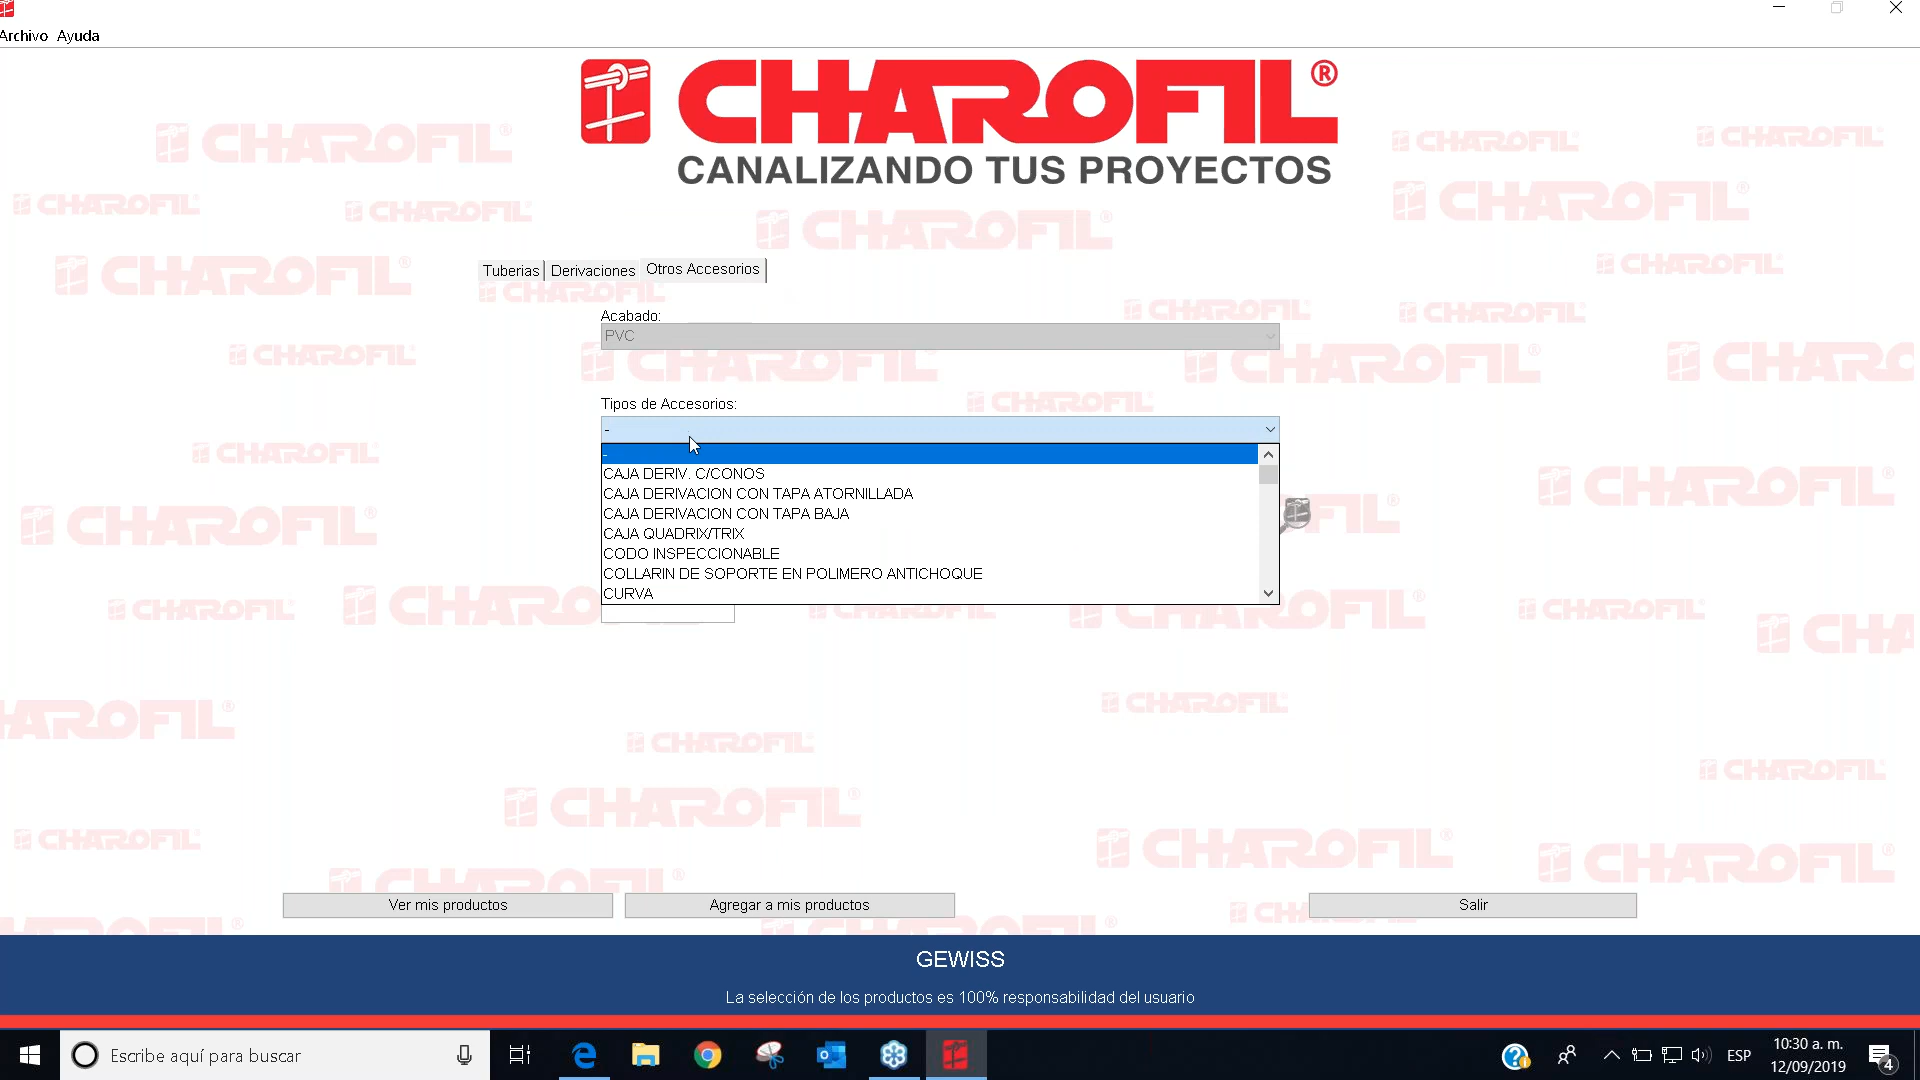 Archivo Ayuda
CHAROFIL®
CANALIZANDO TUS PROYECTOS
Tuberias Derivaciones Otros Accesorios
Acabado:
PVC
Tipos de Accesorios:
-
-
CAJA DERIV. C/CONOS
CAJA DERIVACION CON TAPA ATORNILLADA
CAJA DERIVACION CON TAPA BAJA
CAJA QUADRIX/TRIX
CODO INSPECCIONABLE
COLLARIN DE SOPORTE EN POLIMERO ANTICHOQUE
CURVA
Ver mis productos Agregar a mis productos Salir
GEWISS
La selección de los productos es 100% responsabilidad del usuario
Escribe aquí para buscar
ESP
10:30 a. m.
12/09/2019
4